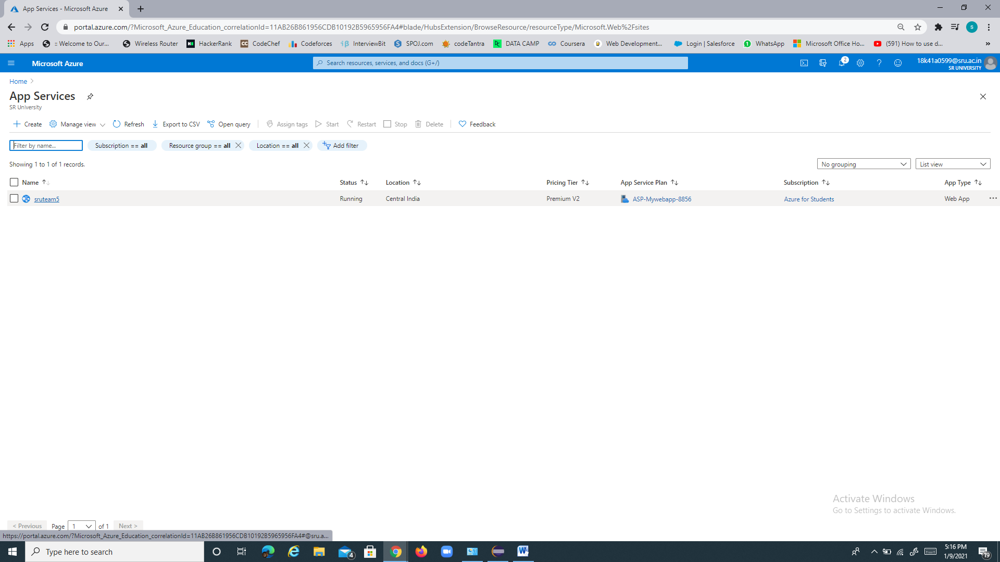 App Services - Microsoft Azure
portal.azure.com/?Microsoft_Azure_Education_correlationId=11AB26B861956CDB10192B5965956FA4#blade/HubsExtension/BrowseResource/resourceType/Microsoft.Web%2Fsites
S
Apps :: Welcome to Our... Wireless Router HackerRank CodeChef Codeforces InterviewBit SPOJ.com codeTantra DATA CAMP Coursera Web Development... Login | Salesforce WhatsApp Microsoft Office Ho... (591) How to use d... »
Microsoft Azure
Search resources, services, and docs (G+/)
2
18k41a0599@sru.ac.in
SR UNIVERSITY
Home
App Services
SR University
Create Manage view Refresh Export to CSV Open query Assign tags Start Restart Stop Delete Feedback
Filter by name... Subscription == all Resource group == all Location == all Add filter
Showing 1 to 1 of 1 records. No grouping List view
Name Status Location Pricing Tier App Service Plan Subscription App Type
sruteam5 Running Central India Premium V2 ASP-Mywebapp-8856 Azure for Students Web App
Activate Windows
Go to Settings to activate Windows.
< Previous Page 1 of 1 Next >
https://portal.azure.com/?Microsoft_Azure_Education_correlationId=11AB26B861956CDB10192B5965956FA4#@sru.a...
Type here to search
4
5:16 PM
1/9/2021
19